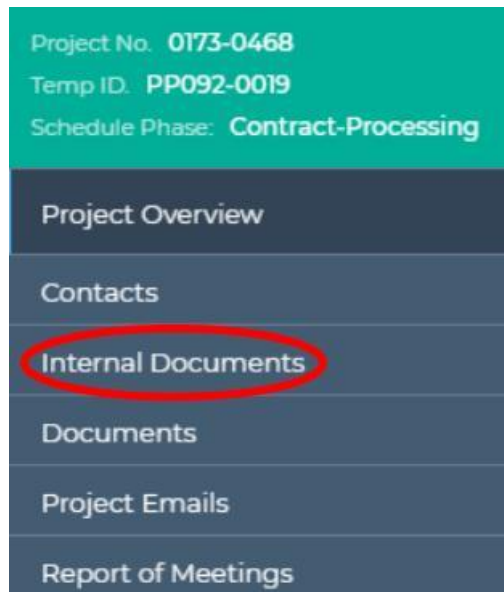 Project No. 0173-0468
Temp ID. PP092-0019
Schedule Phase: Contract-Processing
Project Overview
Contacts
Internal Documents
Documents
Project Emails
Report of Meetings